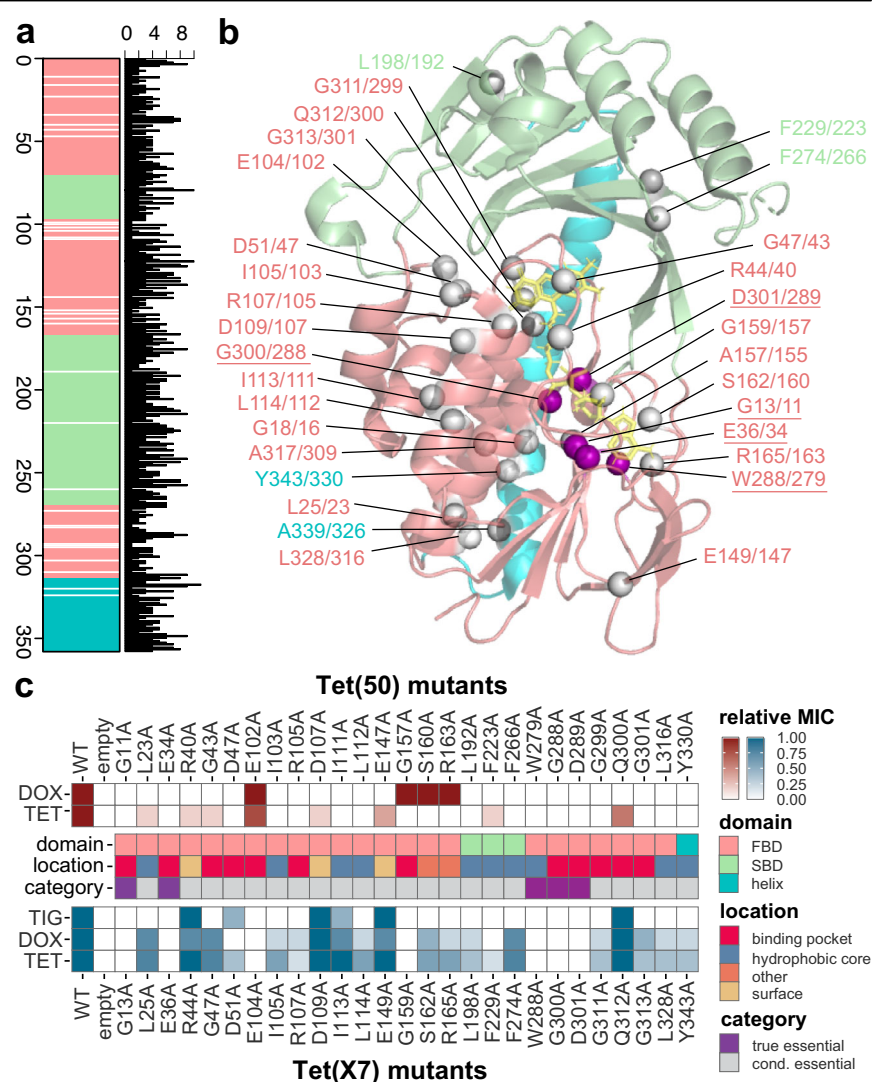 a
0 4 8
0
50
100
150
200
250
300
350
b
L198/192
G311/299
Q312/300
G313/301
E104/102
D51/47
I105/103
R107/105
D109/107
G300/288
I113/111
L114/112
G18/16
A317/309
Y343/330
L25/23
A339/326
L328/316
F229/223
F274/266
G47/43
R44/40
D301/289
G159/157
A157/155
S162/160
G13/11
E36/34
R165/163
W288/279
E149/147
c
Tet(50) mutants
WT empty G11A L23A E34A R40A G43A D47A E102A I103A R105A D107A I111A L112A E147A G157A S160A R163A L192A F223A F266A W279A G288A D289A G299A Q300A G301A L316A Y330A
DOX
TET
domain
location
category
TIG
DOX
TET
WT empty G13A L25A E36A R44A G47A D51A E104A I105A R107A D109A I113A L114A E149A G159A S162A R165A L198A F229A F274A W288A G300A D301A G311A Q312A G313A L328A Y343A
Tet(X7) mutants
relative MIC
1.00
0.75
0.50
0.25
0.00
domain
FBD
SBD
helix
location
binding pocket
hydrophobic core
other
surface
category
true essential
cond. essential